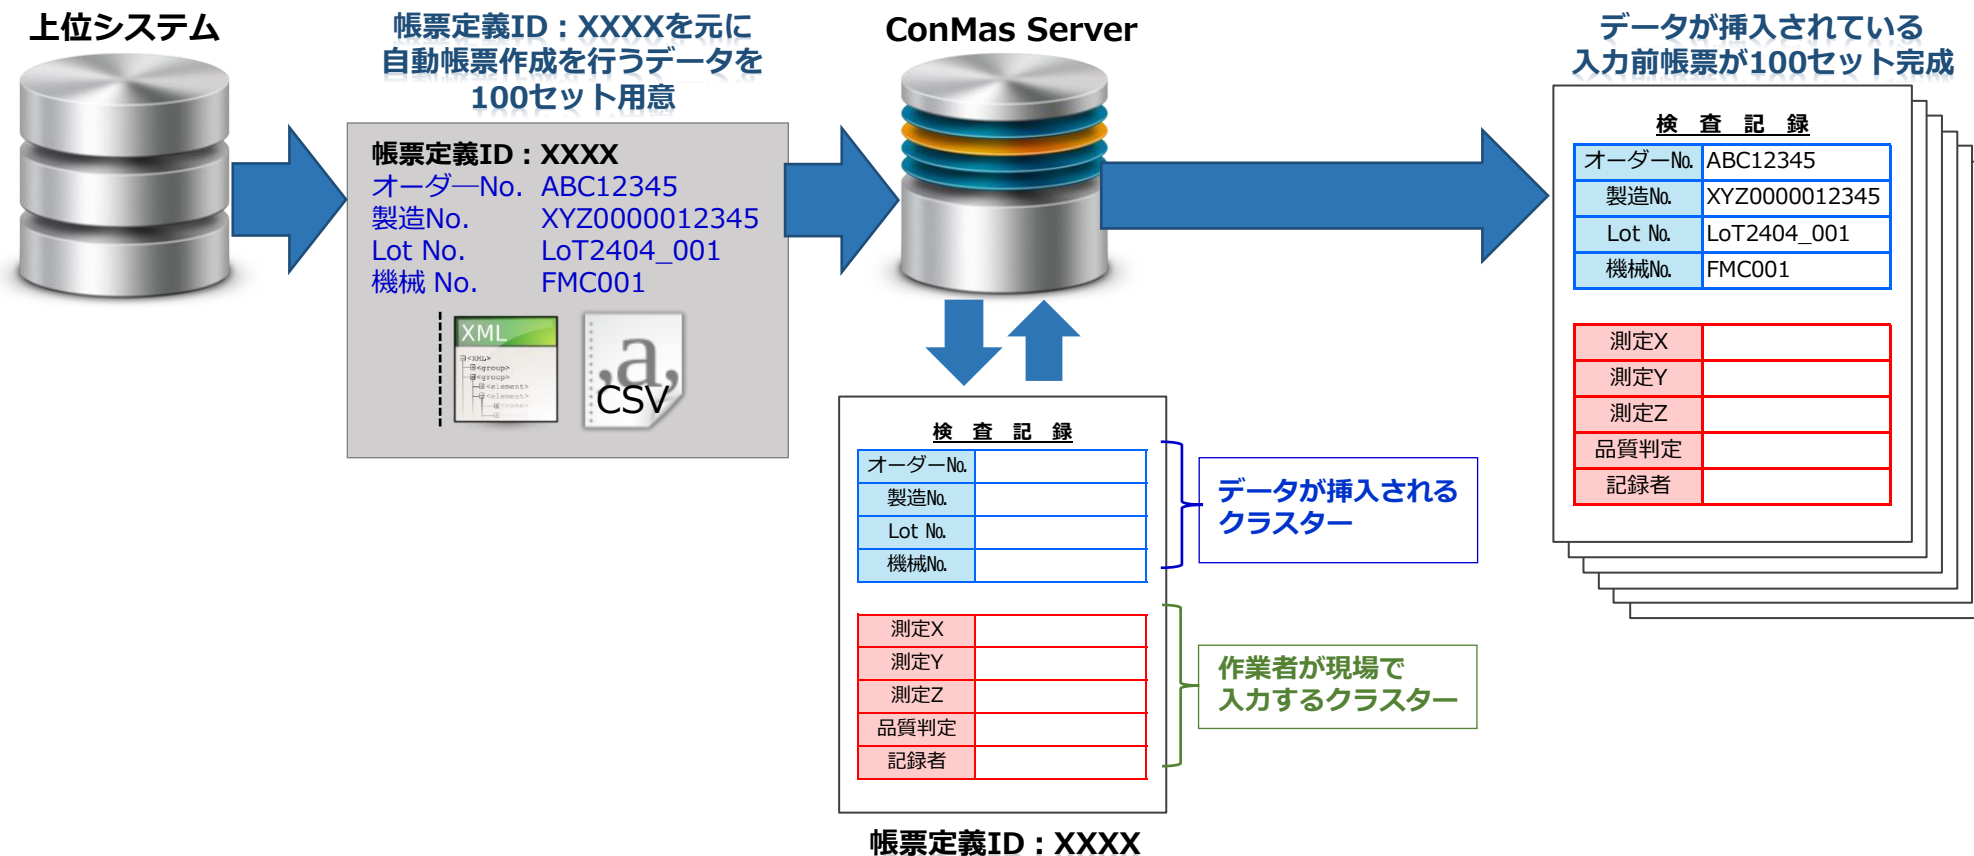 上位システム
帳票定義ID：XXXXを元に
自動帳票作成を行うデータを
100セット用意
帳票定義ID：XXXX
オーダ―No. ABC12345
製造No. XYZ0000012345
Lot No. LoT2404_001
機械 No. FMC001
XML
<XML>
<group>
<group>
<element>
<element>
<name>
,a,
CSV
ConMas Server
検 査 記 録
オーダー№
製造№
Lot №
機械№
測定X
測定Y
測定Z
品質判定
記録者
帳票定義ID：XXXX
データが挿入される
クラスター
作業者が現場で
入力するクラスター
データが挿入されている
入力前帳票が100セット完成
検 査 記 録
オーダー№ ABC12345
製造№ XYZ0000012345
Lot № LoT2404_001
機械№ FMC001
測定X
測定Y
測定Z
品質判定
記録者